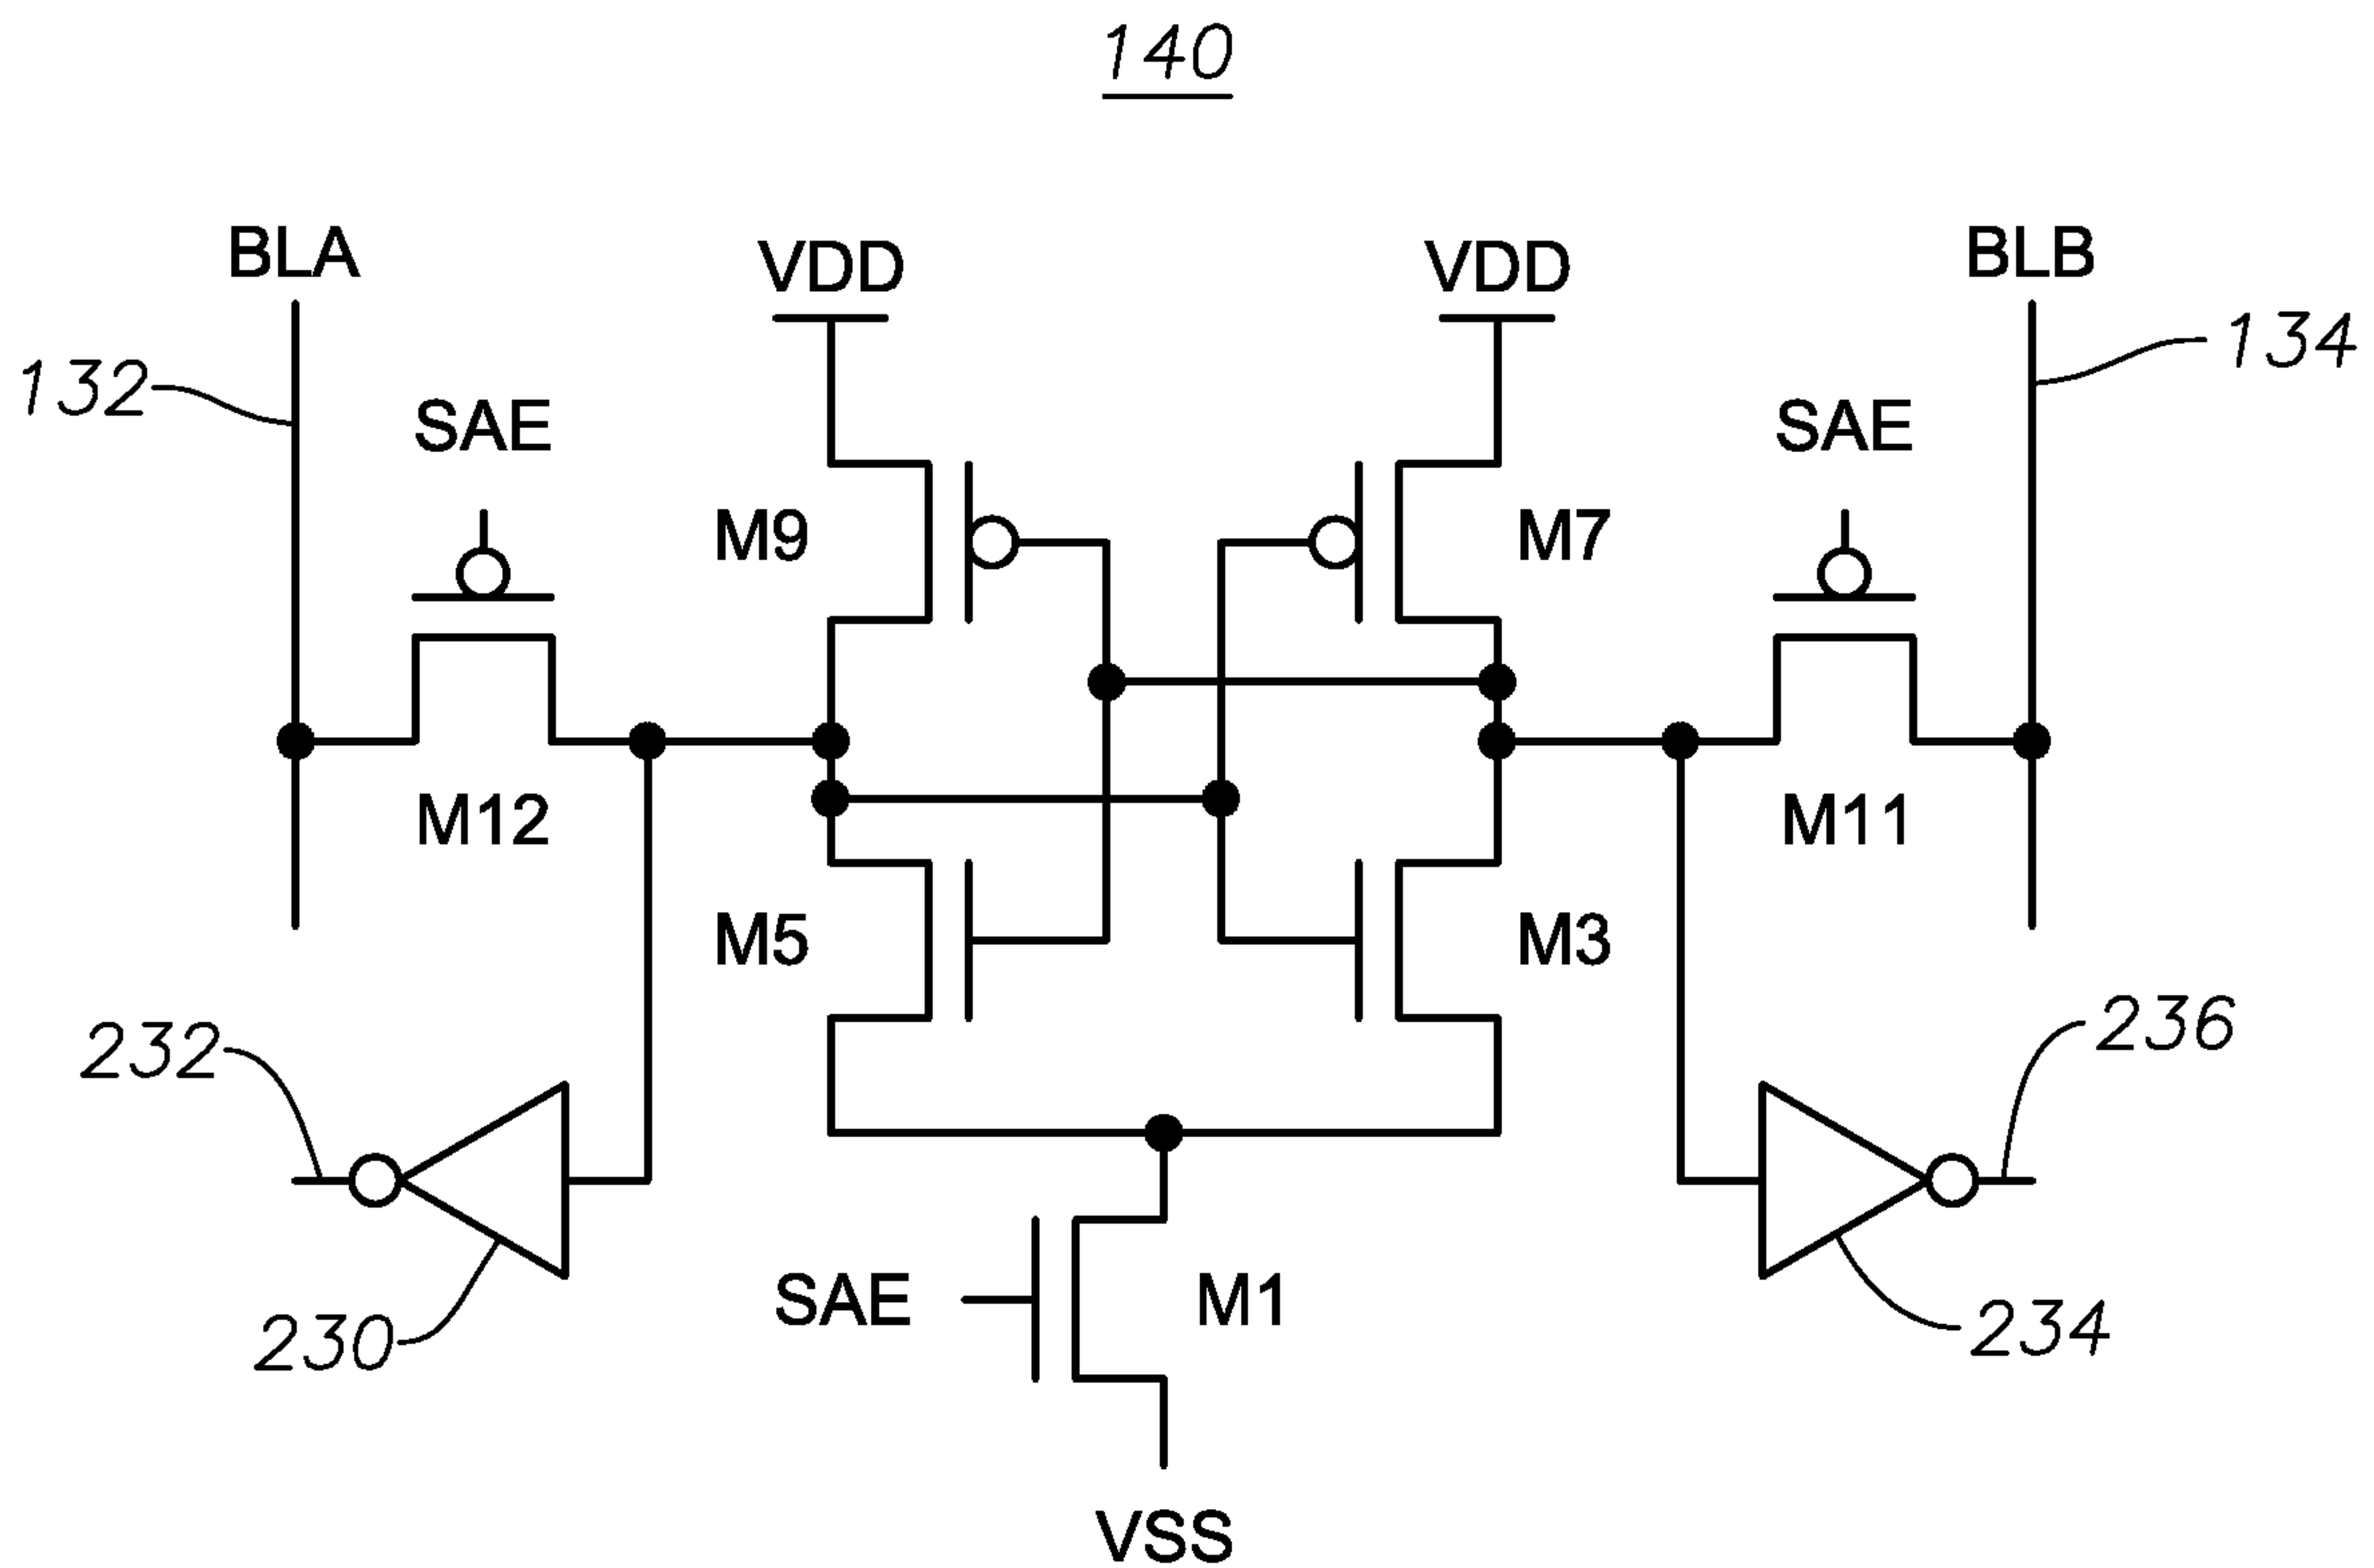 140
BLA
VDD
VDD
BLB
132
SAE
SAE
134
M9
M7
M12
M11
M5
M3
232
236
230
SAE
M1
234
VSS